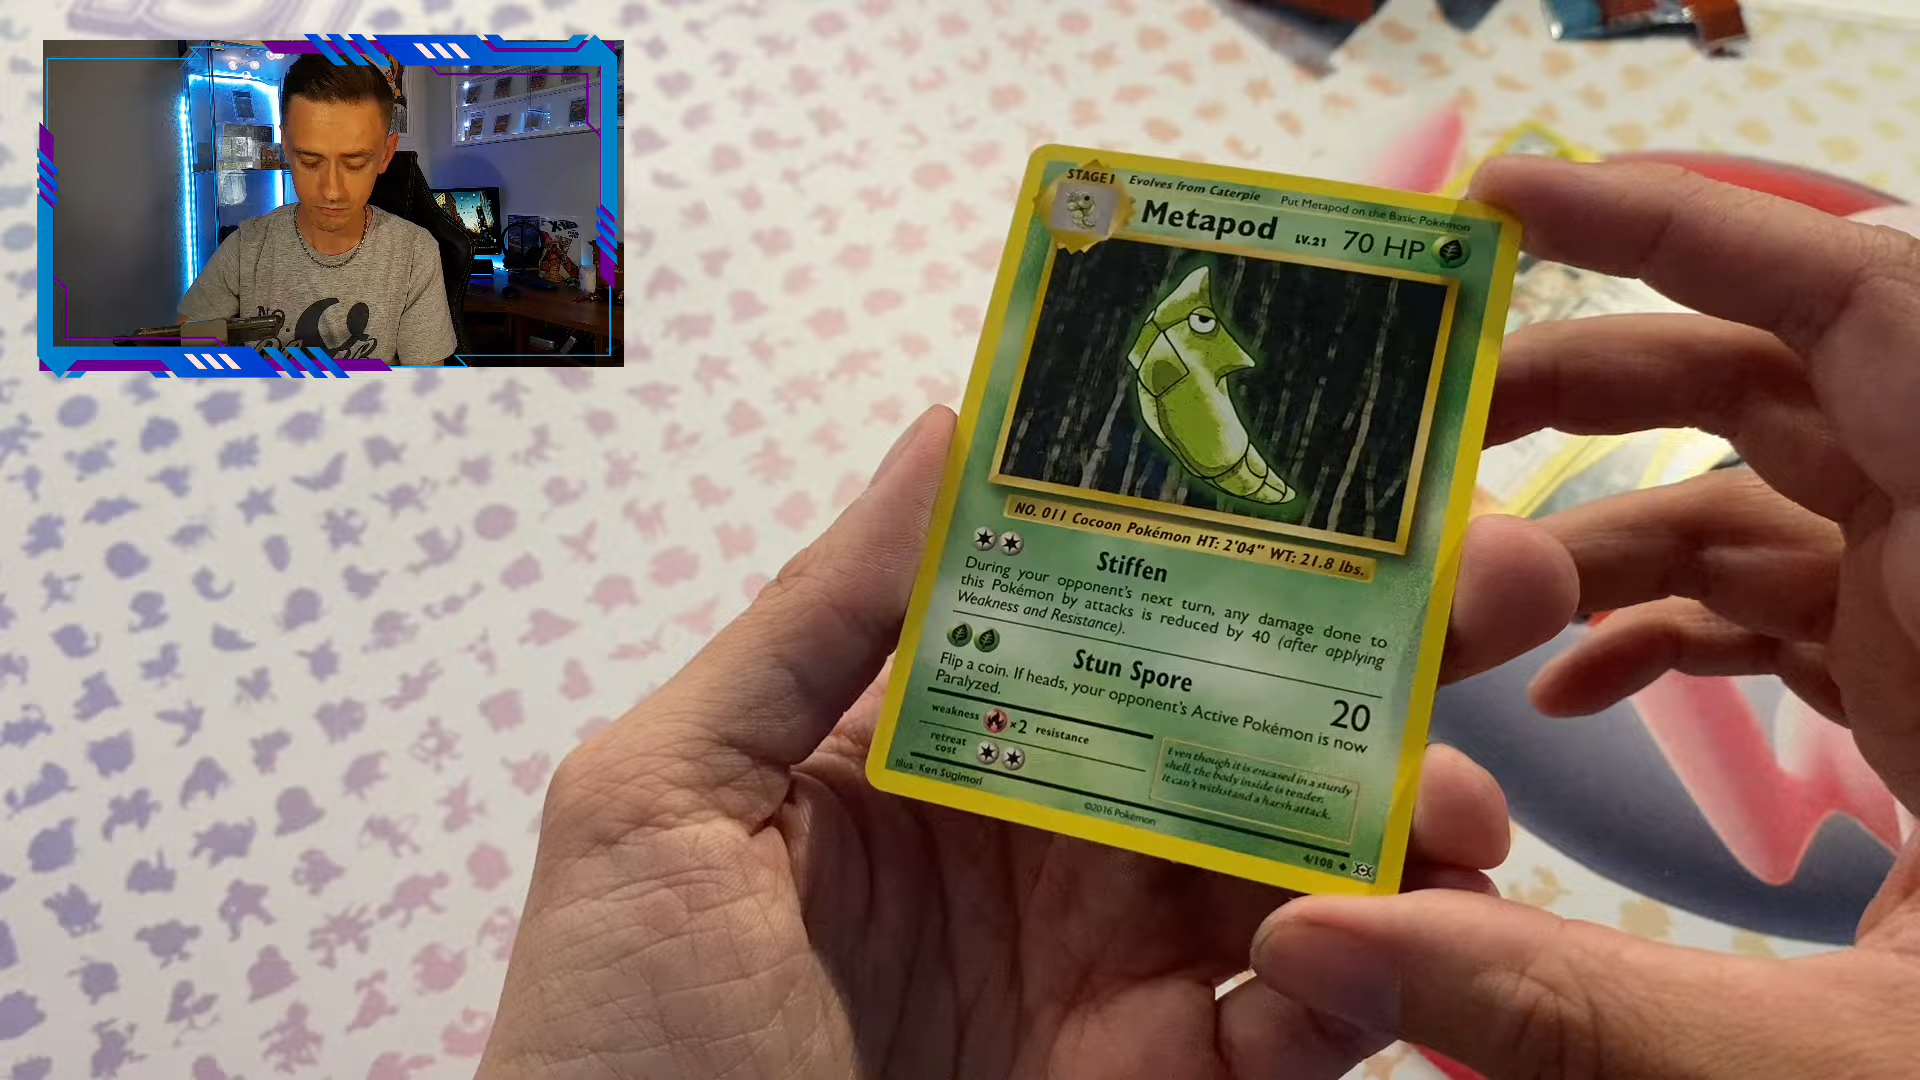 STAGE 1 Evolves from Caterpie Put Metapod on the Basic Pokémon
Metapod LV.21 70 HP
NO. 011 Cocoon Pokémon HT: 2'04" WT: 21.8 lbs.
Stiffen
During your opponent's next turn, any damage done to
this Pokémon by attacks is reduced by 40 (after applying
Weakness and Resistance).
Stun Spore
20
Flip a coin. If heads, your opponent's Active Pokémon is now
Paralyzed.
weakness ×2 resistance
retreat
cost
Even though it is encased in a sturdy
shell, the body inside is tender.
It can't withstand a harsh attack.
Illus. Ken Sugimori
©2016 Pokémon
4/108